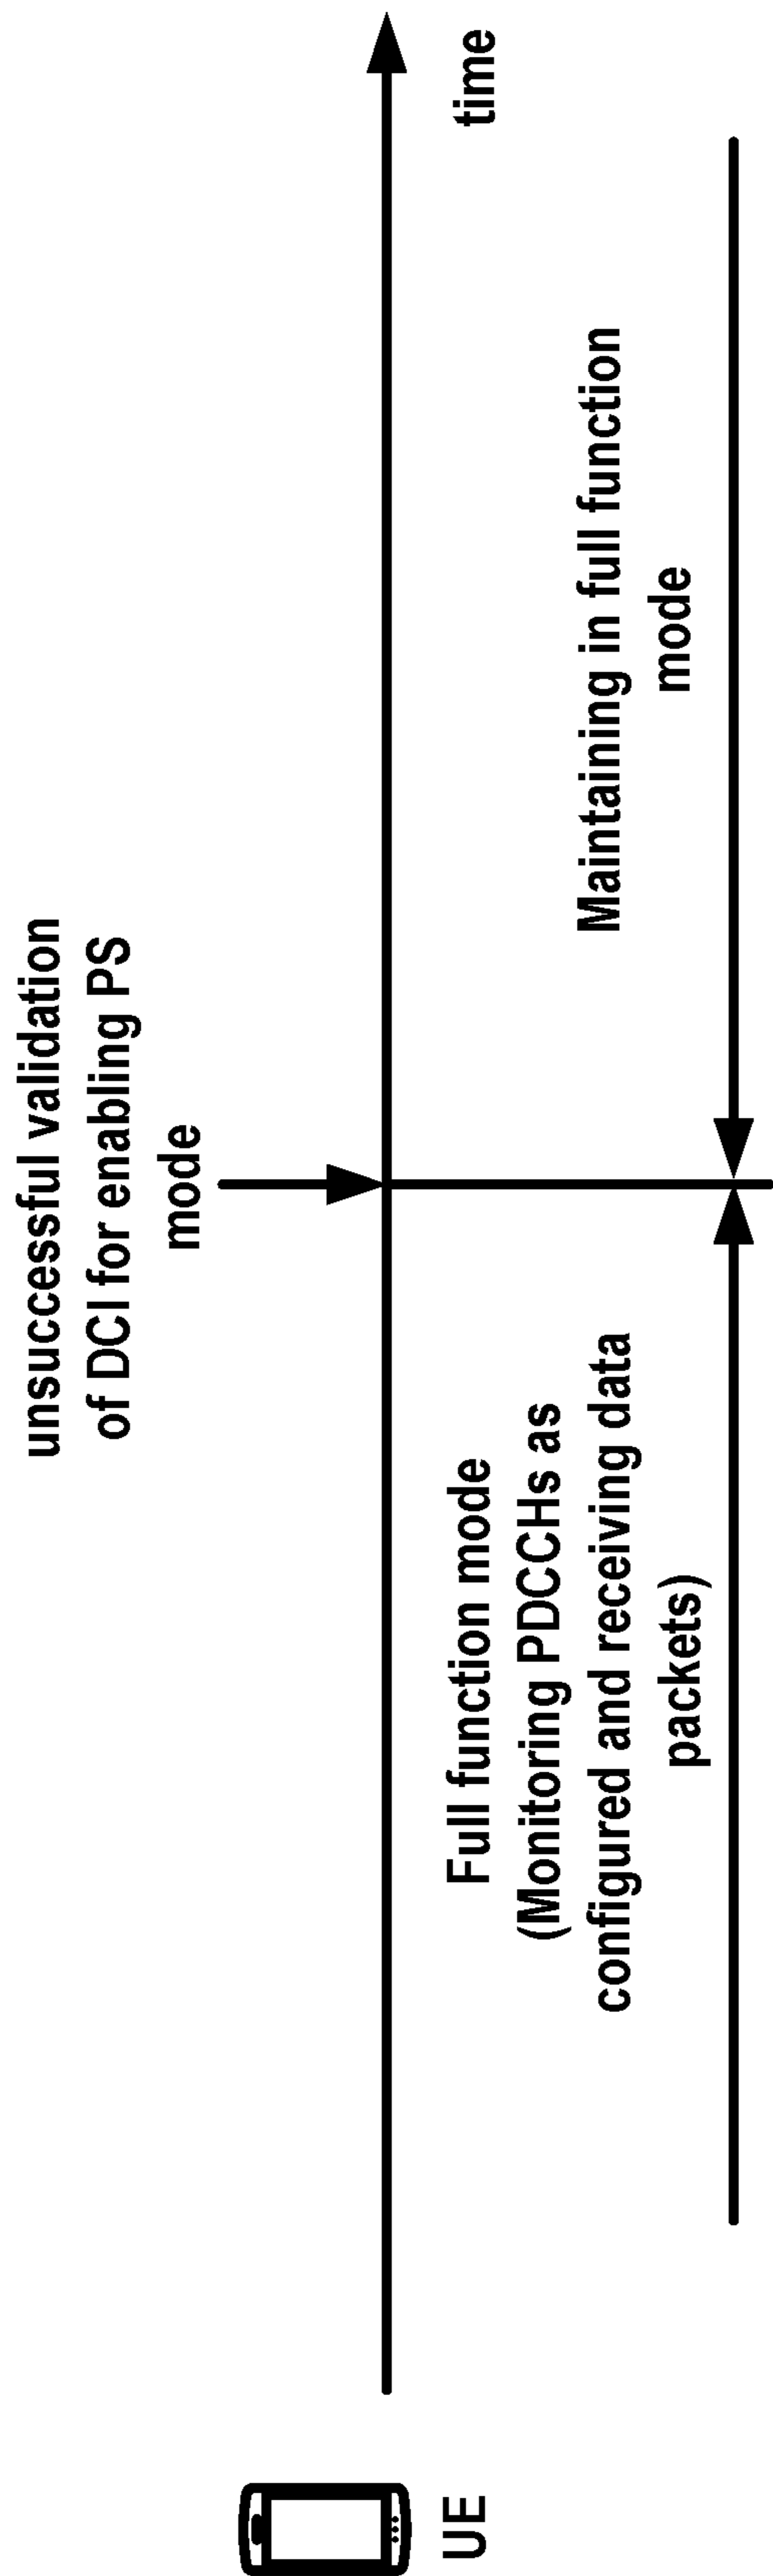 unsuccessful validation
of DCI for enabling PS
mode
time
Full function mode
(Monitoring PDCCHs as
configured and receiving data
packets)
Maintaining in full function
mode
UE